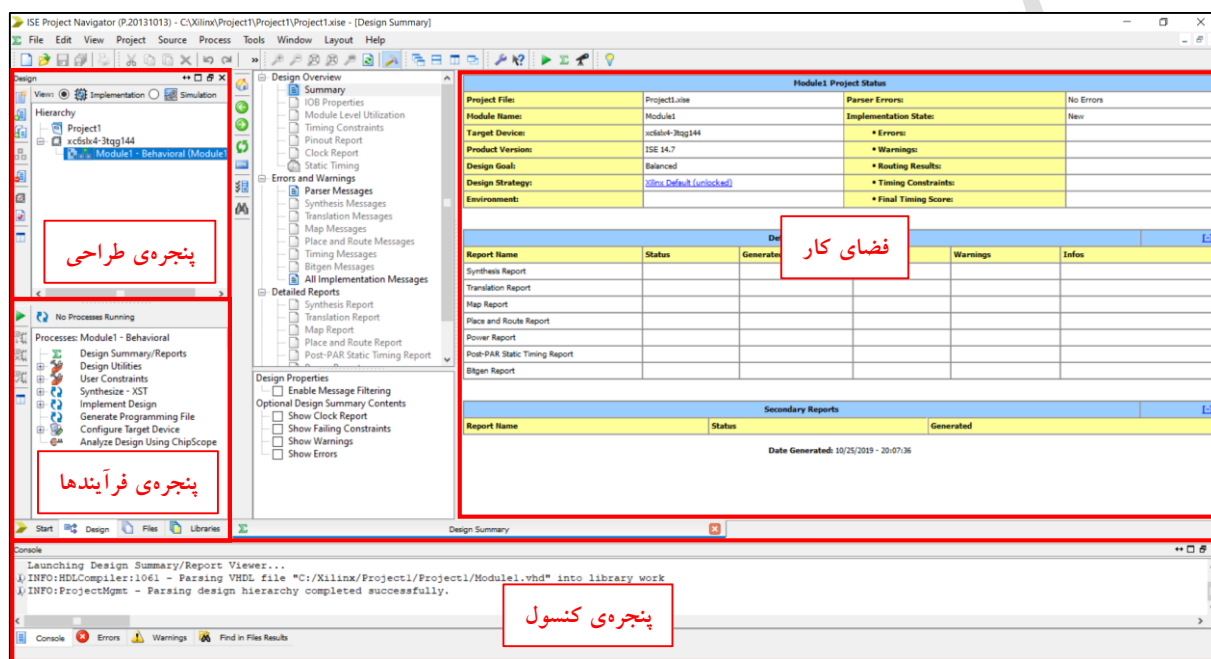 ISE Project Navigator (P.20131013) - C:\Xilinx\Project1\Project1\Project1.xise - [Design Summary]
File Edit View Project Source Process Tools Window Layout Help
Design
View: Implementation Simulation
Hierarchy
Project1
xc6slx4-3tqg144
Module1 - Behavioral (Module1
پنجره‌ی طراحی
No Processes Running
Processes: Module1 - Behavioral
Design Summary/Reports
Design Utilities
User Constraints
Synthesize - XST
Implement Design
Generate Programming File
Configure Target Device
Analyze Design Using ChipScope
پنجره‌ی فرآیندها
Start Design Files Libraries
Design Overview
Summary
IOB Properties
Module Level Utilization
Timing Constraints
Pinout Report
Clock Report
Static Timing
Errors and Warnings
Parser Messages
Synthesis Messages
Translation Messages
Map Messages
Place and Route Messages
Timing Messages
Bitgen Messages
All Implementation Messages
Detailed Reports
Synthesis Report
Translation Report
Map Report
Place and Route Report
Post-PAR Static Timing Report
Design Properties
Enable Message Filtering
Optional Design Summary Contents
Show Clock Report
Show Failing Constraints
Show Warnings
Show Errors
Module1 Project Status
Project File: Project1.xise Parser Errors: No Errors
Module Name: Module1 Implementation State: New
Target Device: xc6slx4-3tqg144 • Errors:
Product Version: ISE 14.7 • Warnings:
Design Goal: Balanced • Routing Results:
Design Strategy: Xilinx Default (unlocked) • Timing Constraints:
Environment: • Final Timing Score:
فضای کار
De [-]
Report Name Status Generated Warnings Infos
Synthesis Report
Translation Report
Map Report
Place and Route Report
Power Report
Post-PAR Static Timing Report
Bitgen Report
Secondary Reports [-]
Report Name Status Generated
Date Generated: 10/25/2019 - 20:07:36
Design Summary
Console
Launching Design Summary/Report Viewer...
INFO:HDLCompiler:1061 - Parsing VHDL file "C:/Xilinx/Project1/Project1/Module1.vhd" into library work
INFO:ProjectMgmt - Parsing design hierarchy completed successfully.
پنجره‌ی کنسول
Console Errors Warnings Find in Files Results